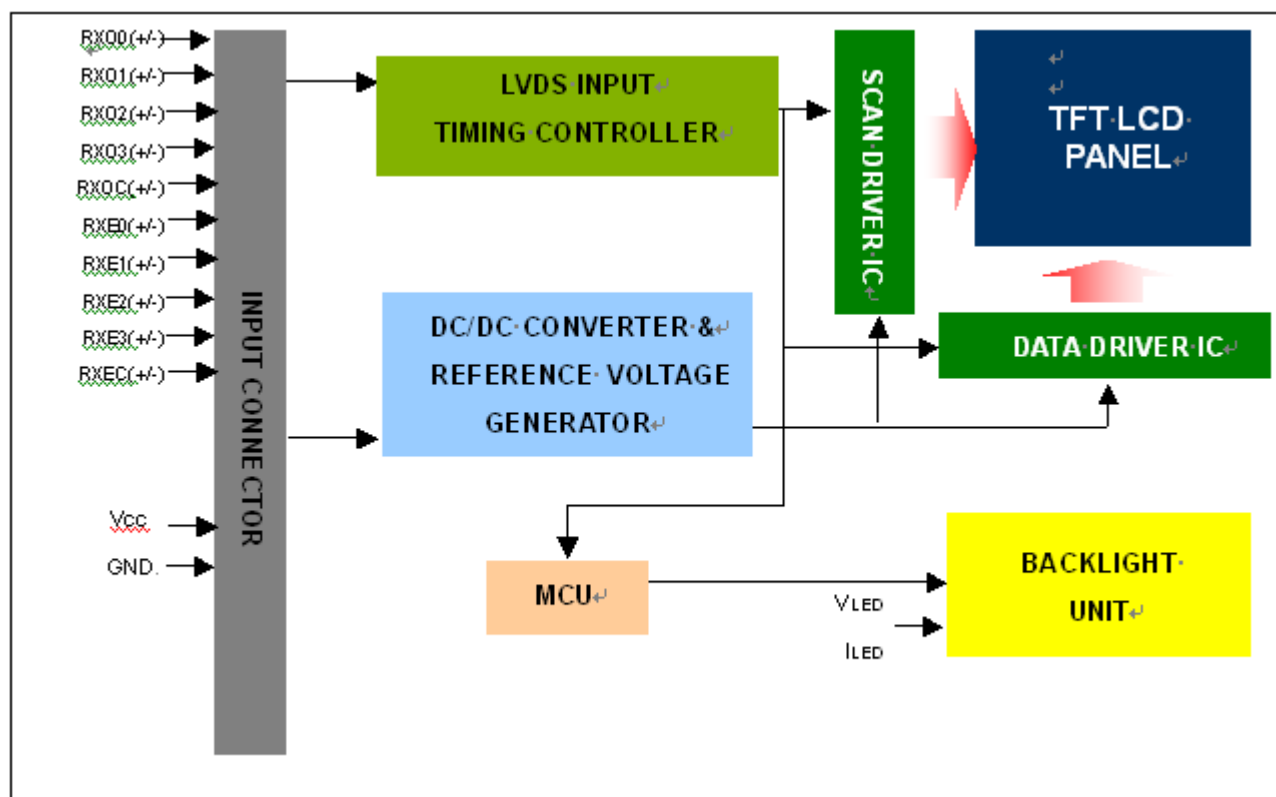 RXO0(+/-)
RXO1(+/-)
RXO2(+/-)
RXO3(+/-)
RXOC(+/-)
RXE0(+/-)
RXE1(+/-)
RXE2(+/-)
RXE3(+/-)
RXEC(+/-)
Vcc
GND.
INPUT CONNECTOR
LVDS INPUT
TIMING CONTROLLER
DC/DC CONVERTER &
REFERENCE VOLTAGE
GENERATOR
MCU
SCAN DRIVER IC
TFT LCD
PANEL
DATA DRIVER IC
VLED
ILED
BACKLIGHT
UNIT